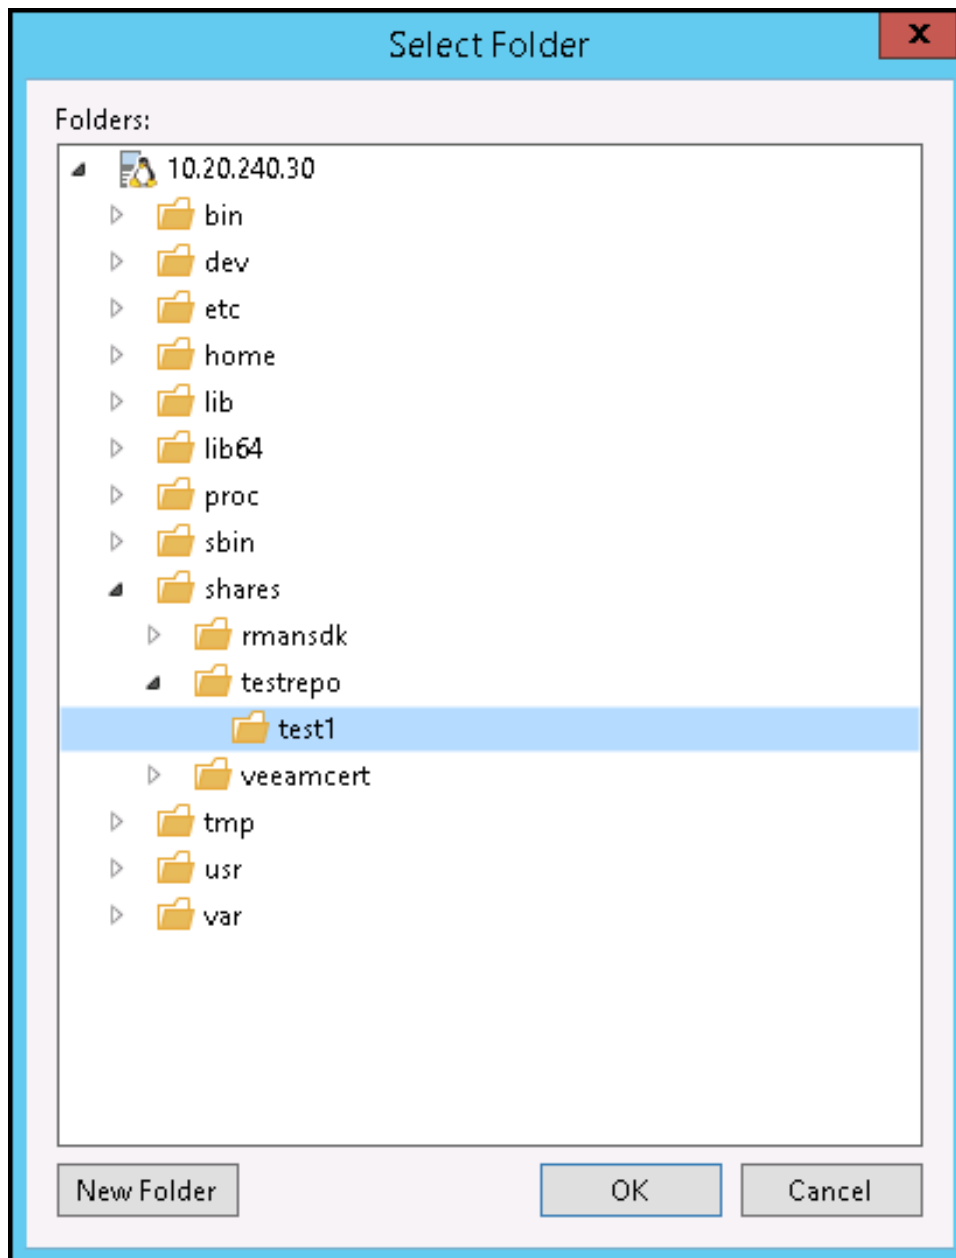 Select Folder
x
Folders:
10.20.240.30
bin
dev
etc
home
lib
lib64
proc
sbin
shares
rmansdk
testrepo
test1
veeamcert
tmp
usr
var
New Folder
OK
Cancel